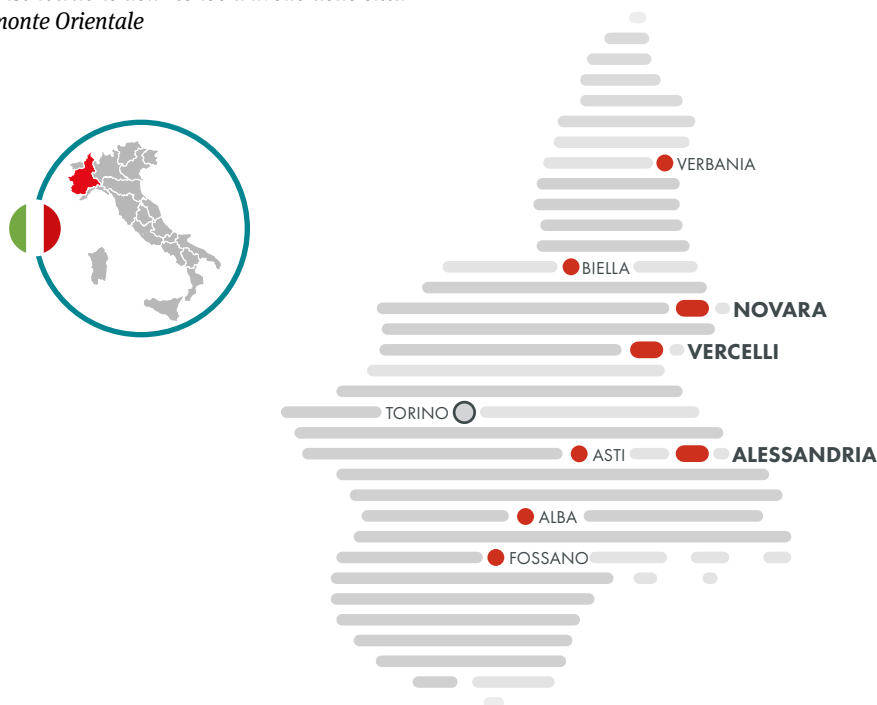 monte Orientale
VERBANIA
BIELLA
NOVARA
VERCELLI
TORINO
ASTI
ALESSANDRIA
ALBA
FOSSANO